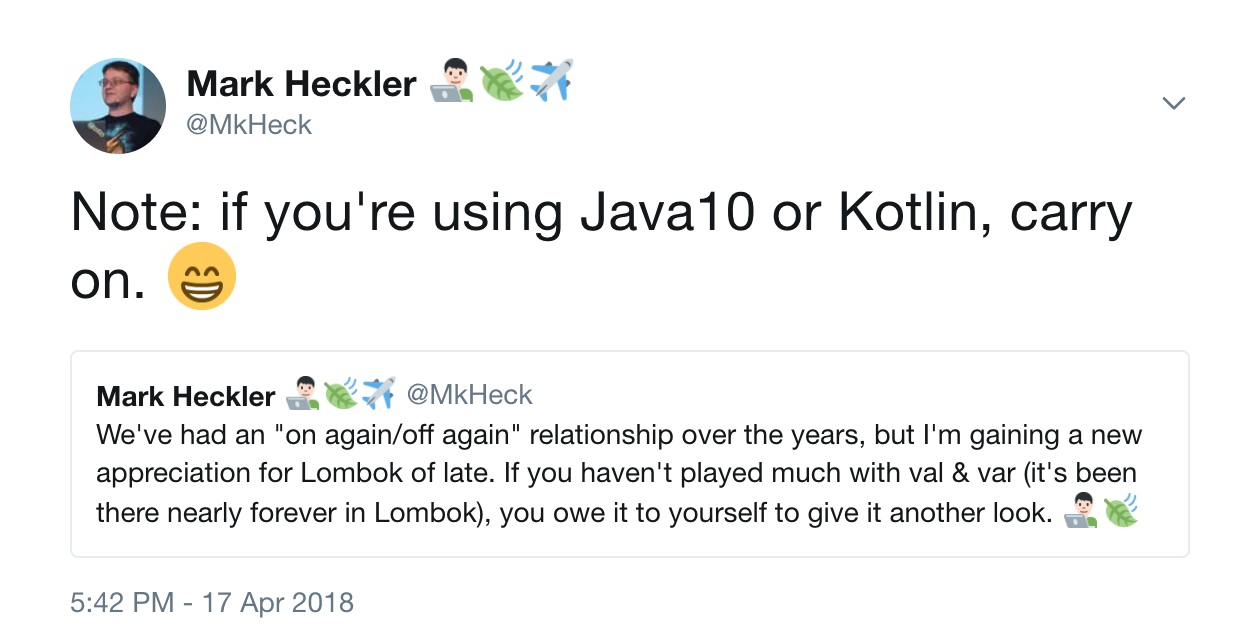 Mark Heckler 👨🏻‍💻🍃✈️
@MkHeck
Note: if you're using Java10 or Kotlin, carry
on. 😁
Mark Heckler 👨🏻‍💻🍃✈️ @MkHeck
We've had an "on again/off again" relationship over the years, but I'm gaining a new
appreciation for Lombok of late. If you haven't played much with val & var (it's been
there nearly forever in Lombok), you owe it to yourself to give it another look. 👨🏻‍💻🍃
5:42 PM - 17 Apr 2018